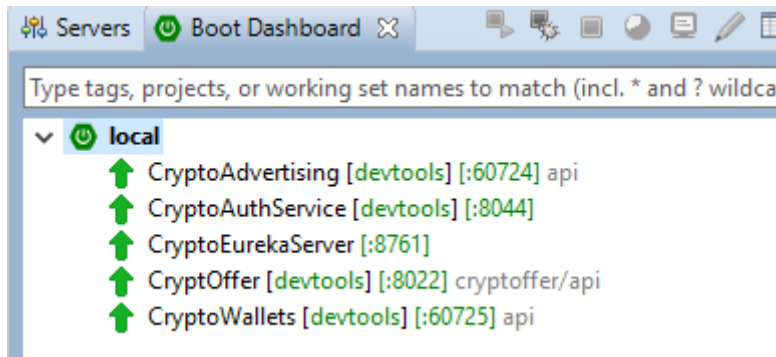 Servers Boot Dashboard
Type tags, projects, or working set names to match (incl. * and ? wildca
local
CryptoAdvertising [devtools] [:60724] api
CryptoAuthService [devtools] [:8044]
CryptoEurekaServer [:8761]
CryptOffer [devtools] [:8022] cryptoffer/api
CryptoWallets [devtools] [:60725] api